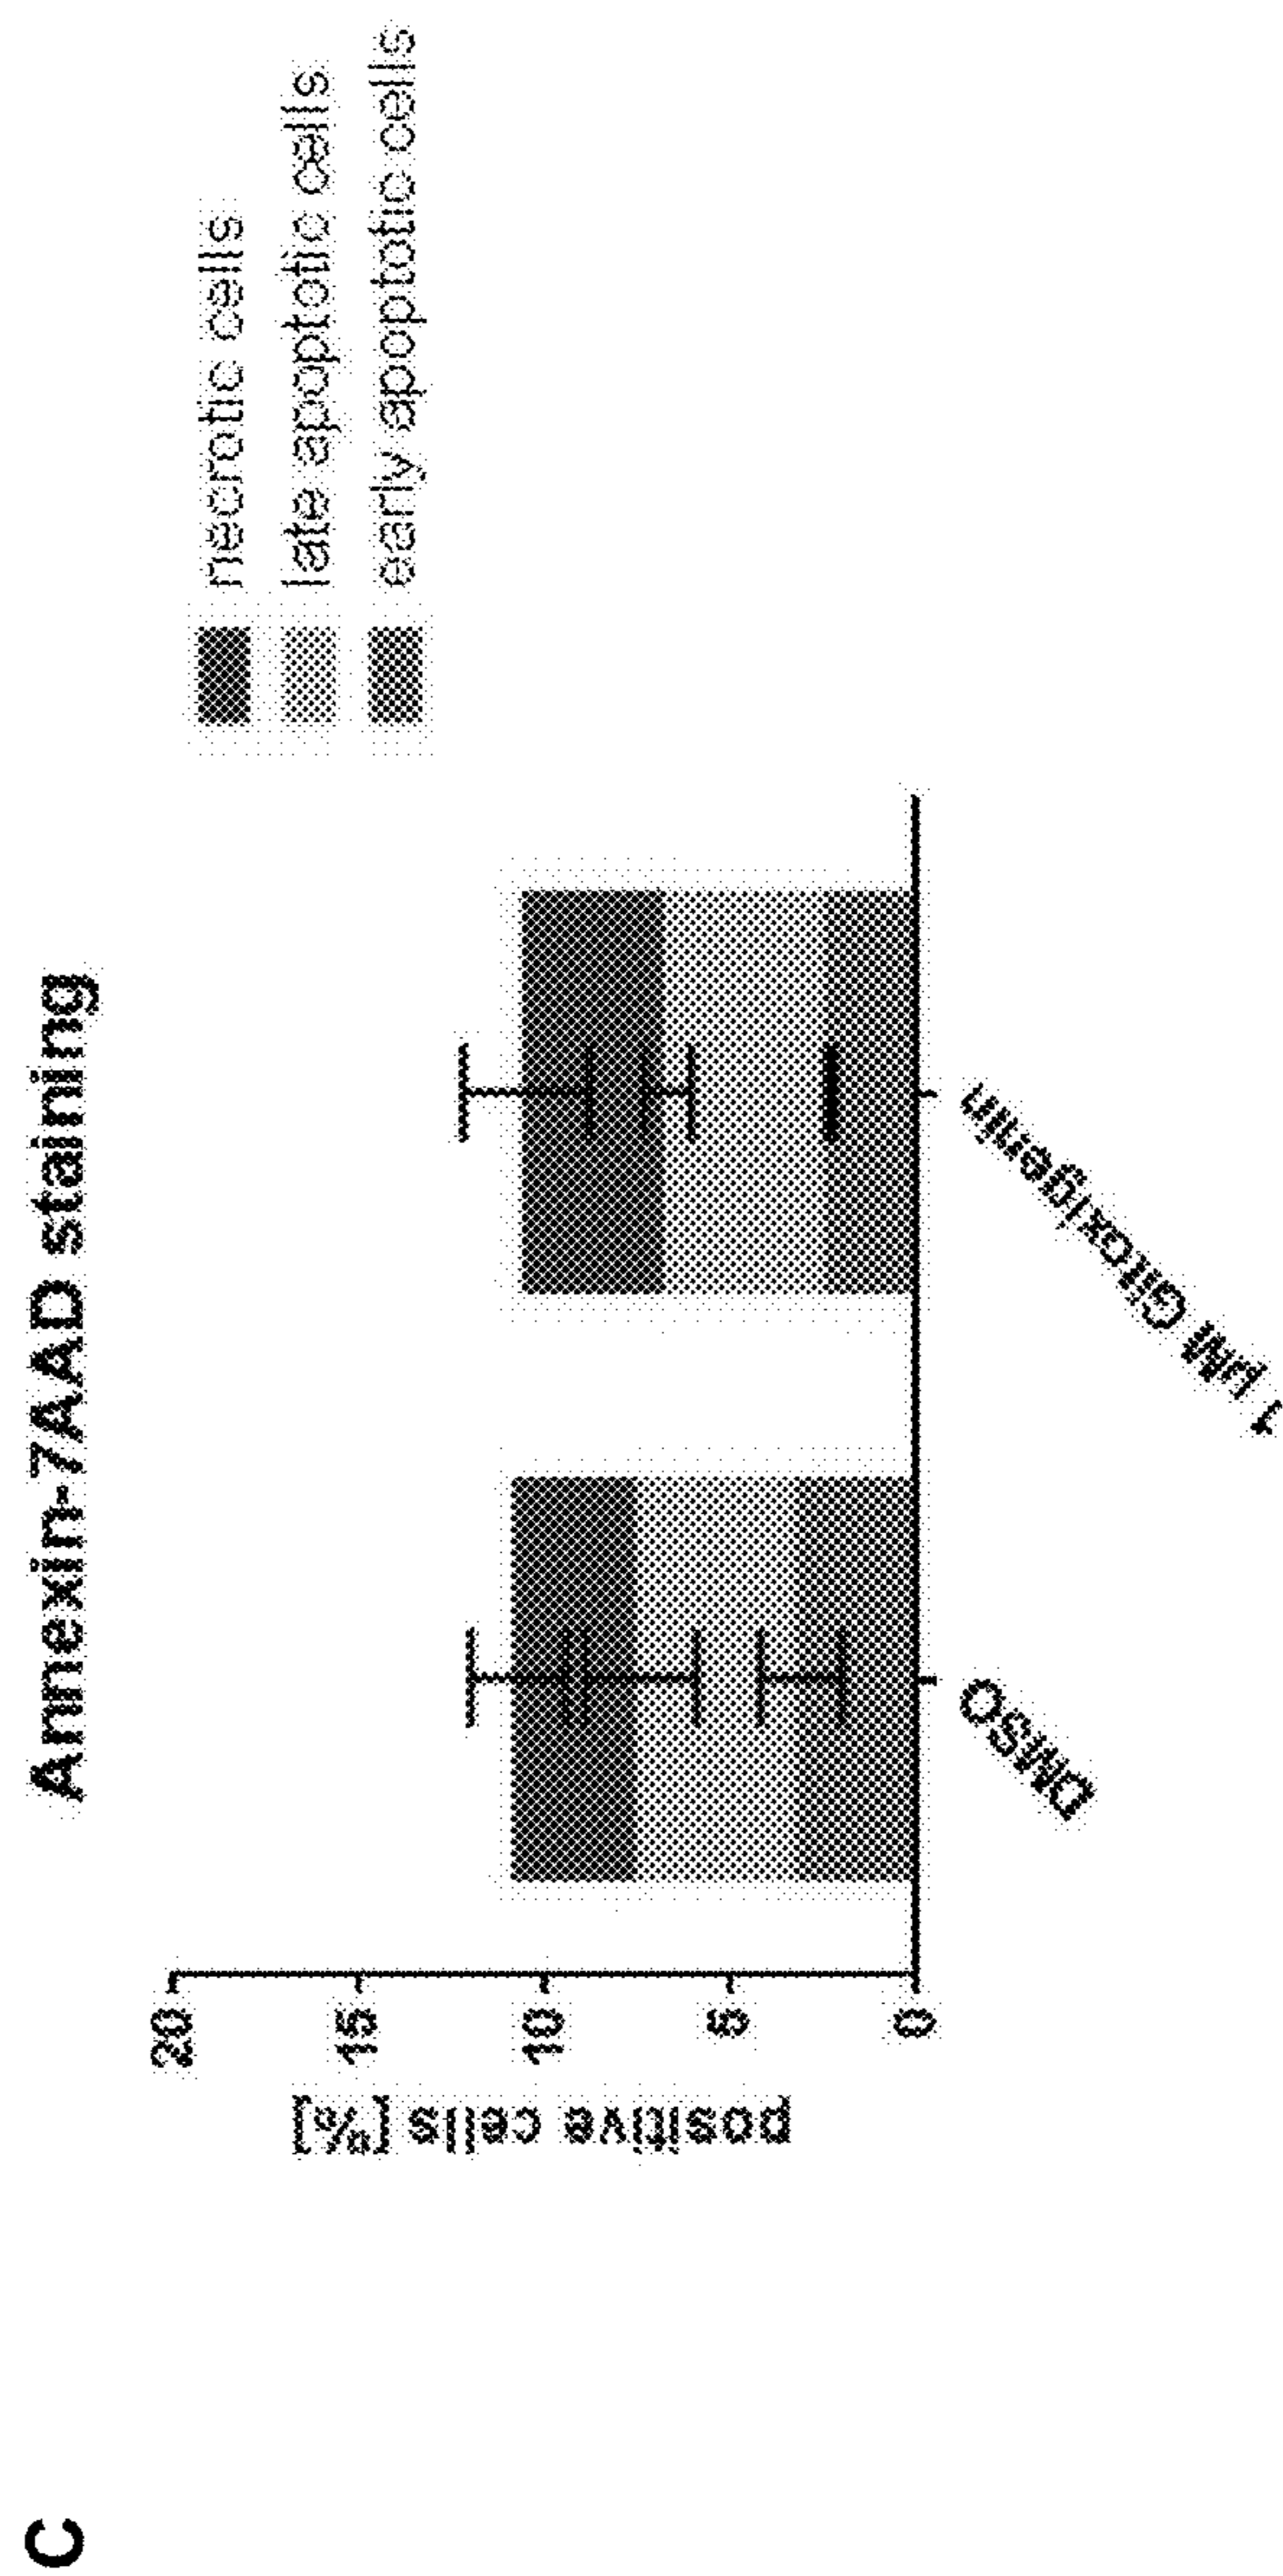 C
Annexin-7AAD staining
necrotic cells
late apoptotic cells
early apoptotic cells
positive cells [%]
20
15
10
5
0
DMSO
1 µM Gitoxigenin